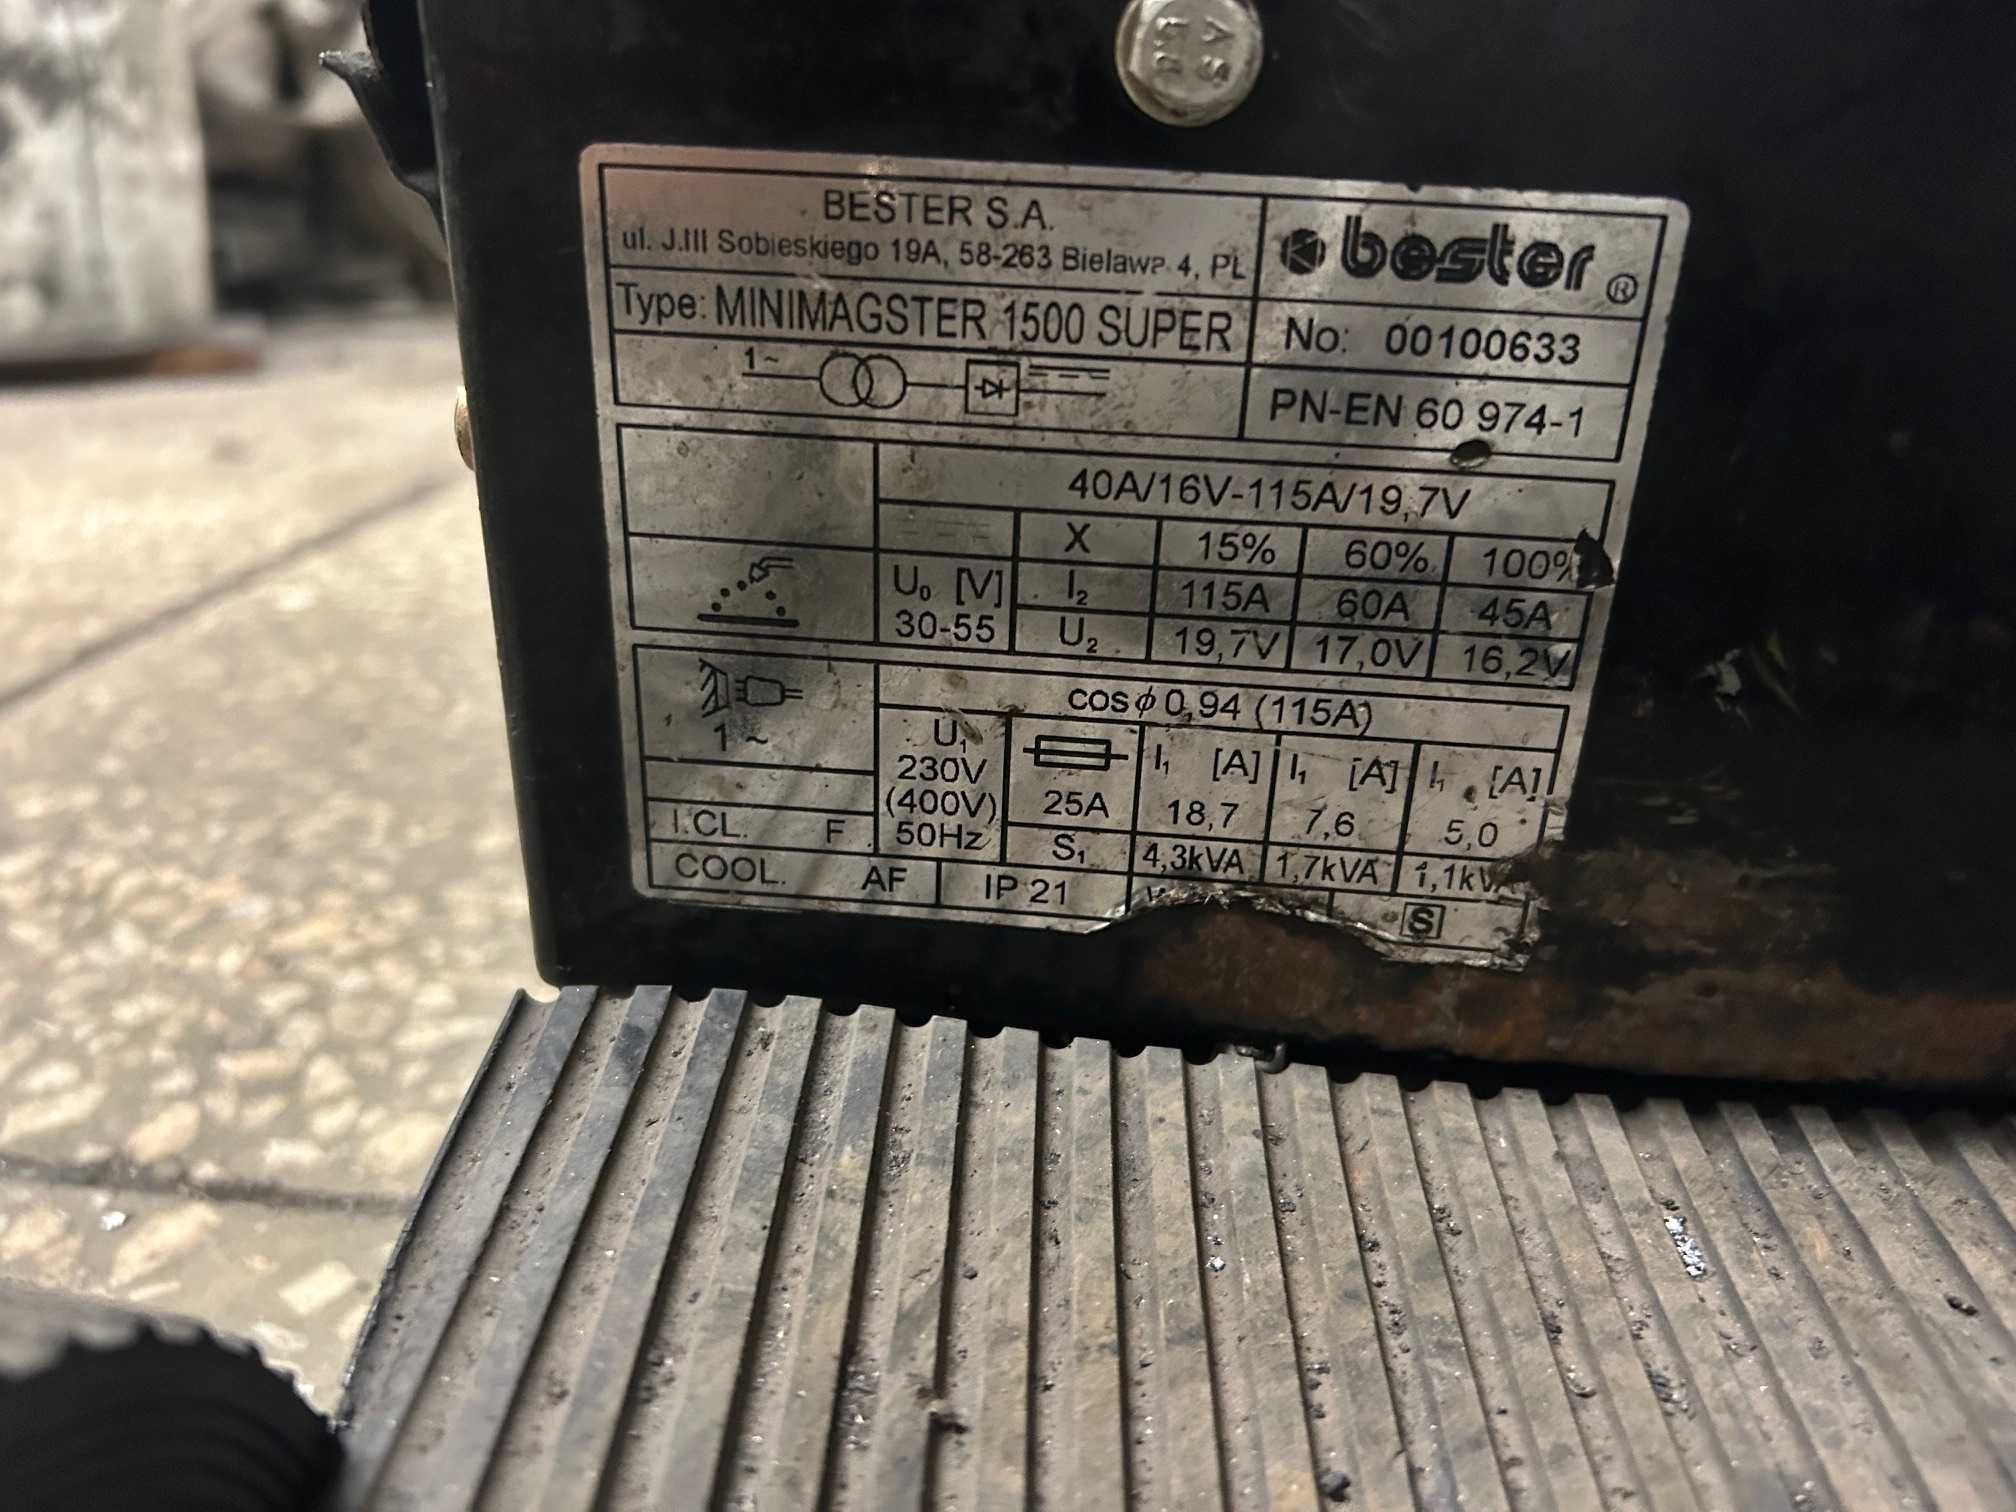 BESTER S.A.
ul. J.III Sobieskiego 19A, 58-263 Bielawa 4, PL
bester ®
Type: MINIMAGSTER 1500 SUPER
No: 00100633
1~
PN-EN 60 974-1
40A/16V-115A/19,7V
X 15% 60% 100%
U₀ [V] I₂ 115A 60A 45A
30-55 U₂ 19,7V 17,0V 16,2V
cosϕ 0,94 (115A)
1~
U₁ I₁ [A] I₁ [A] I₁ [A]
230V
(400V) 25A 18,7 7,6 5,0
I.CL. F 50Hz S₁ 4,3kVA 1,7kVA 1,1kVA
COOL. AF IP 21 S